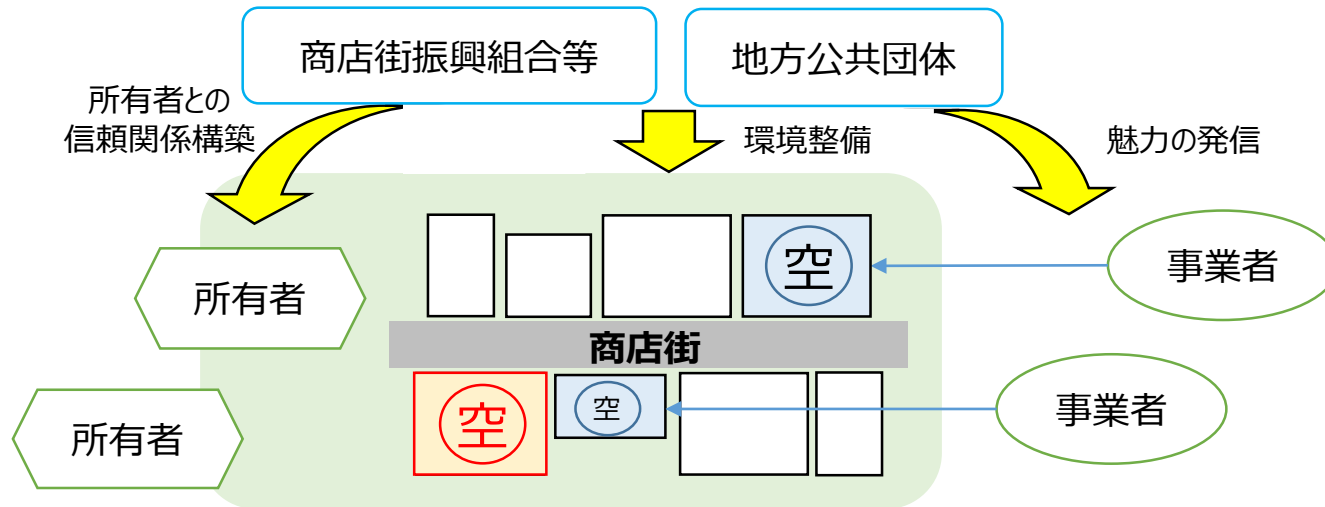 商店街振興組合等
地方公共団体
所有者との
信頼関係構築
環境整備
魅力の発信
空
事業者
所有者
商店街
空
空
事業者
所有者